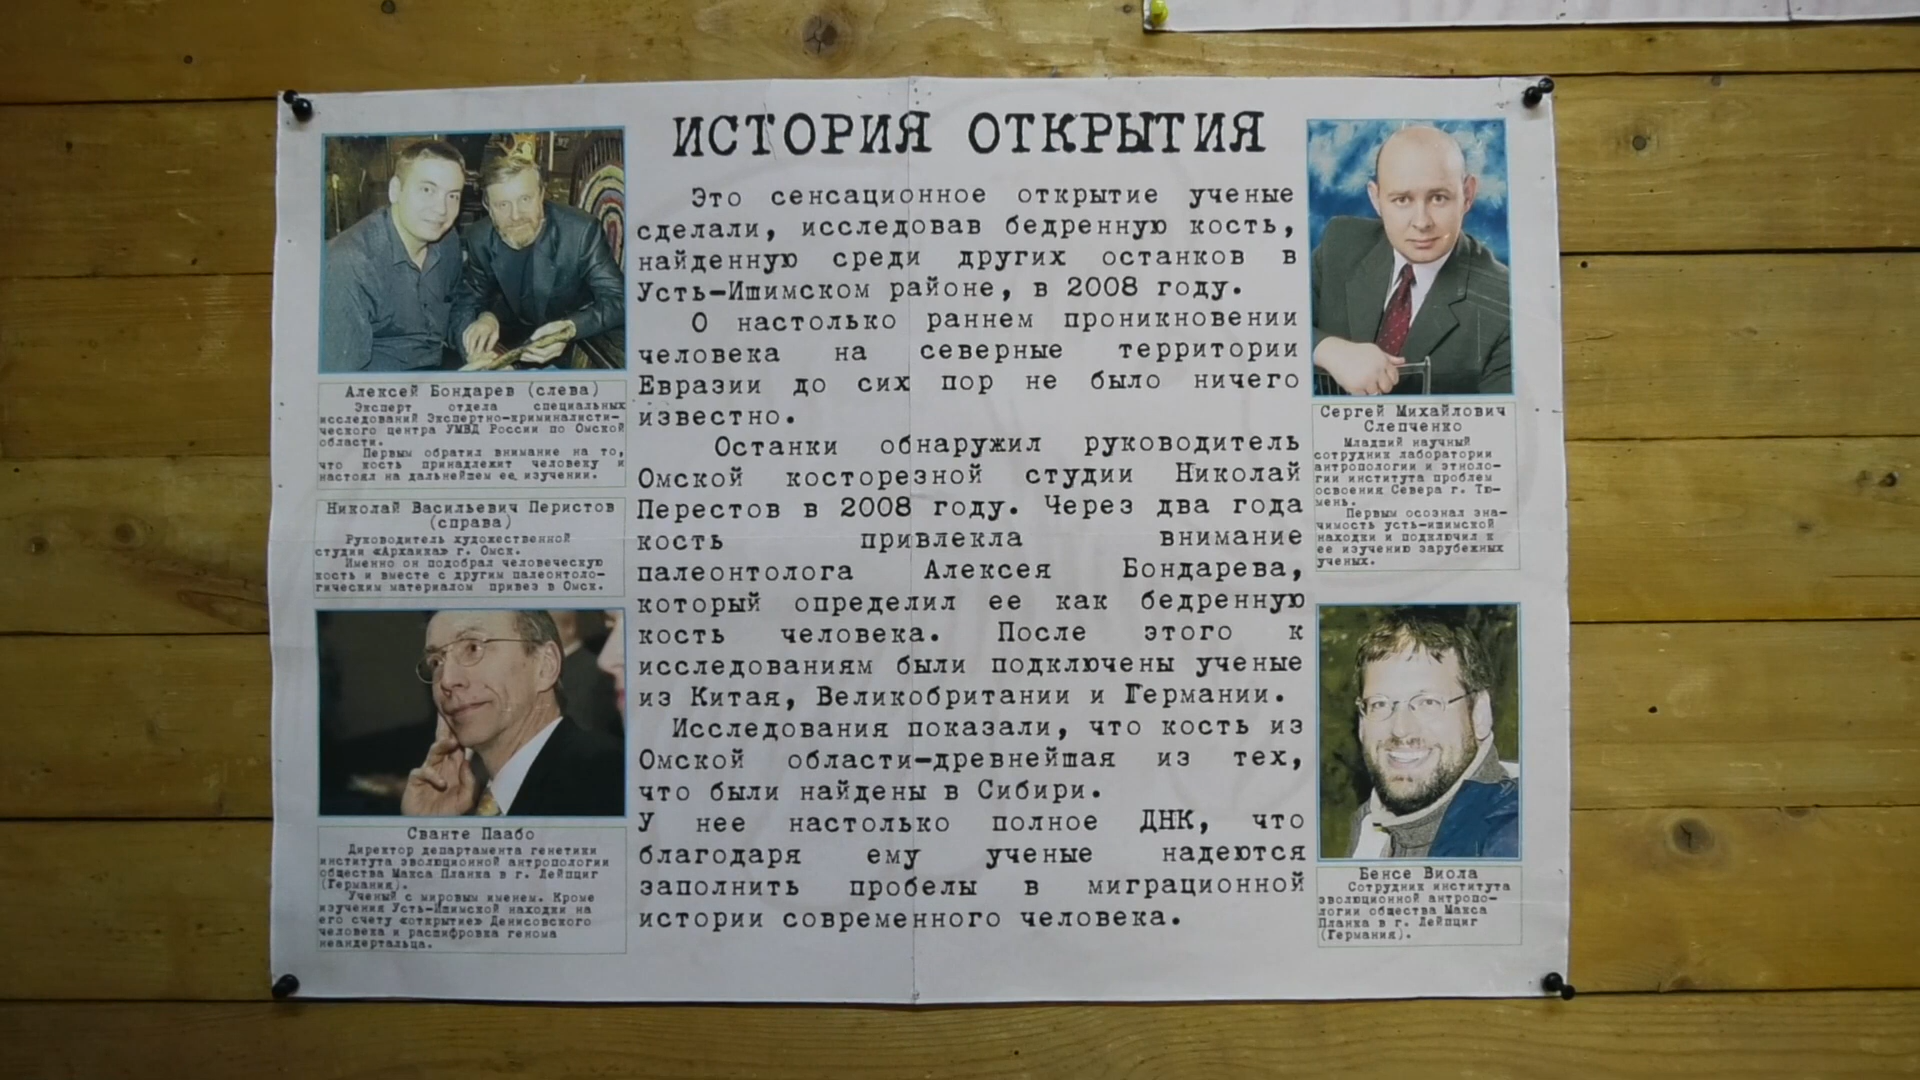 ИСТОРИЯ ОТКРЫТИЯ
Это сенсационное открытие ученые
сделали, исследовав бедренную кость,
найденную среди других останков в
Усть-Ишимском районе, в 2008 году.
О настолько раннем проникновении
человека на северные территории
Евразии до сих пор не было ничего
известно.
Останки обнаружил руководитель
Омской косторезной студии Николай
Перестов в 2008 году. Через два года
кость привлекла внимание
палеонтолога Алексея Бондарева,
который определил ее как бедренную
кость человека. После этого к
исследованиям были подключены ученые
из Китая, Великобритании и Германии.
Исследования показали, что кость из
Омской области-древнейшая из тех,
что были найдены в Сибири.
У нее настолько полное ДНК, что
благодаря ему ученые надеются
заполнить пробелы в миграционной
истории современного человека.
Алексей Бондарев (слева)
Эксперт отдела специальных
исследований Экспертно-криминалисти-
ческого центра УМВД России по Омской
области.
Первым обратил внимание на то,
что кость принадлежит человеку и
настоял на дальнейшем ее изучении.
Николай Васильевич Перистов
(справа)
Руководитель художественной
студии «Архаика» г. Омск.
Именно он подобрал человеческую
кость и вместе с другим палеонтоло-
гическим материалом привез в Омск.
Сванте Паабо
Директор департамента генетики
института эволюционной антропологии
общества Макса Планка в г. Лейпциг
(Германия).
Ученый с мировым именем. Кроме
изучения Усть-Ишимской находки на
его счету «открытие» Денисовского
человека и расшифровка генома
неандертальца.
Сергей Михайлович
Слепченко
Младший научный
сотрудник лаборатории
антропологии и этноло-
гии института проблем
освоения Севера г. Тю-
мень.
Первым осознал зна-
чимость усть-ишимской
находки и подключил к
ее изучению зарубежных
ученых.
Бенсе Виола
Сотрудник института
эволюционной антропо-
логии общества Макса
Планка в г. Лейпциг
(Германия).